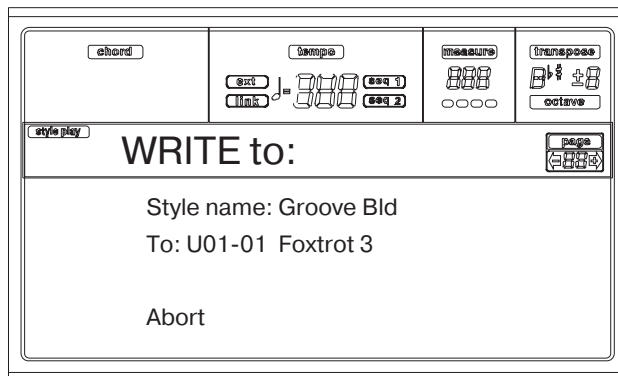 chord
tempo
measure
transpose
ext
seq 1
link
seq 2
octave
style play
WRITE to:
page
Style name: Groove Bld
To: U01-01 Foxtrot 3
Abort